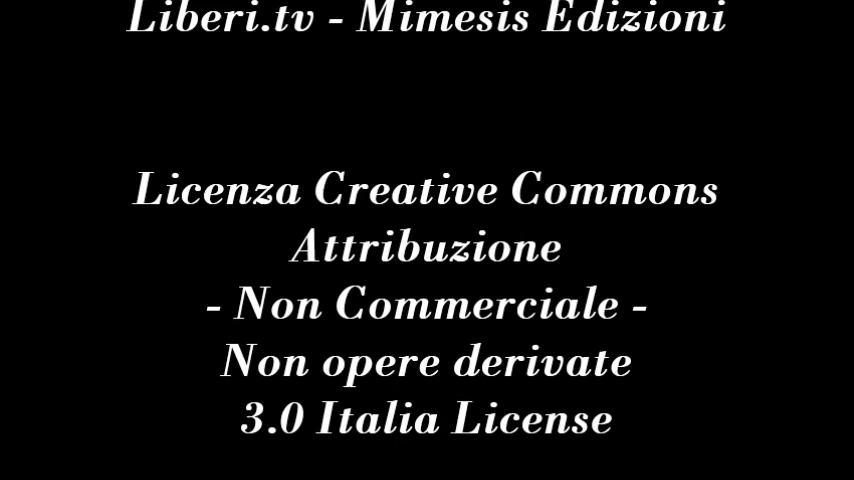 Liberi.tv - Mimesis Edizioni
Licenza Creative Commons
Attribuzione
- Non Commerciale -
Non opere derivate
3.0 Italia License